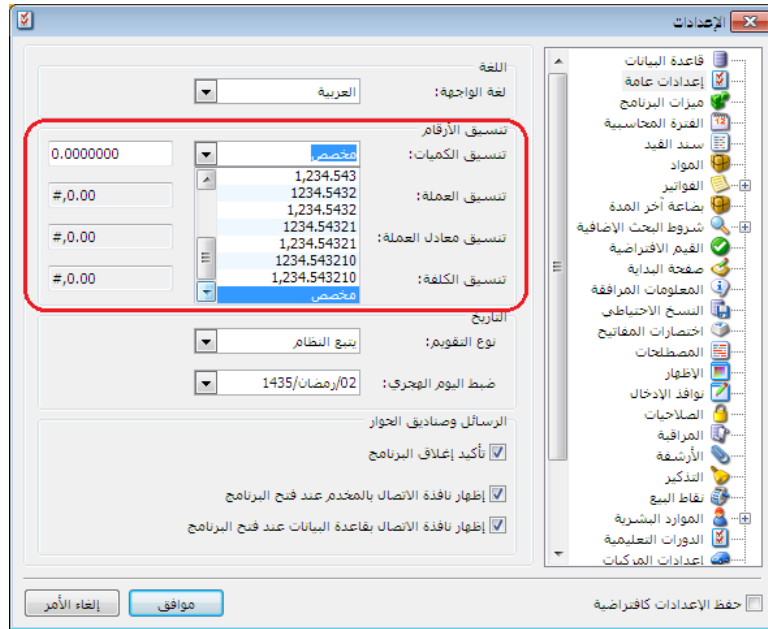 الإعدادات
قاعدة البيانات
إعدادات عامة
ميزات البرنامج
الفترة المحاسبية
سند القيد
المواد
الفواتير
بضاعة آخر المدة
شروط البحث الإضافية
القيم الافتراضية
صفحة البداية
المعلومات المرافقة
النسخ الاحتياطي
اختصارات المفاتيح
المصطلحات
الإظهار
نوافذ الإدخال
الصلاحيات
المراقبة
الأرشفة
التذكير
نقاط البيع
الموارد البشرية
الدورات التعليمية
إعدادات المركبات
اللغة
لغة الواجهة: العربية
تنسيق الأرقام
تنسيق الكميات: مخصص 0.0000000
1,234.543
1234.5432
تنسيق العملة: #,0.00
1,234.5432
1234.54321
تنسيق معادل العملة: #,0.00
1,234.54321
1234.543210
تنسيق الكلفة: 1,234.543210 #,0.00
مخصص
التاريخ
نوع التقويم: يتبع النظام
ضبط اليوم الهجري: 02/رمضان/1435
الرسائل وصناديق الحوار
تأكيد إغلاق البرنامج
إظهار نافذة الاتصال بالمخدم عند فتح البرنامج
إظهار نافذة الاتصال بقاعدة البيانات عند فتح البرنامج
حفظ الإعدادات كافتراضية
موافق
إلغاء الأمر